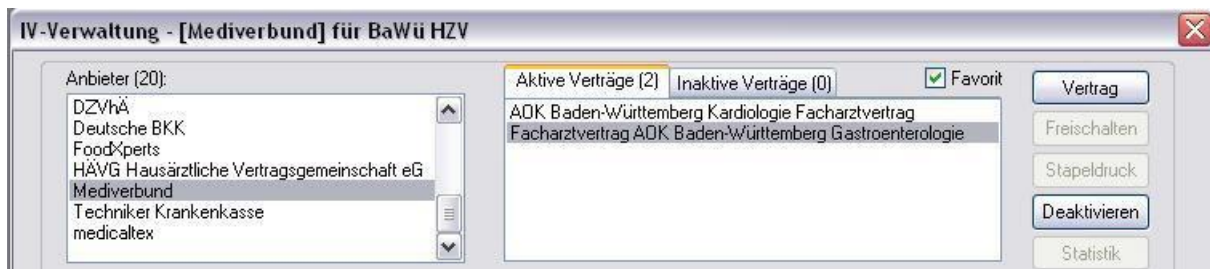 IV-Verwaltung - [Mediverbund] für BaWü HZV
Anbieter (20):
DZVhÄ
Deutsche BKK
FoodXperts
HÄVG Hausärztliche Vertragsgemeinschaft eG
Mediverbund
Techniker Krankenkasse
medicaltex
Aktive Verträge (2) Inaktive Verträge (0) Favorit
AOK Baden-Württemberg Kardiologie Facharztvertrag
Facharztvertrag AOK Baden-Württemberg Gastroenterologie
Vertrag
Freischalten
Stapeldruck
Deaktivieren
Statistik